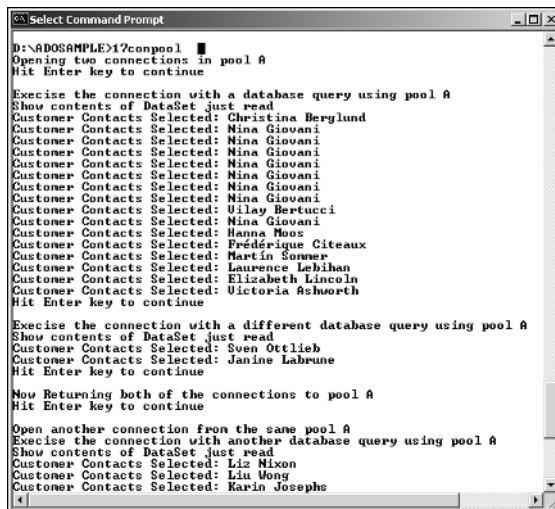 Select Command Prompt
D:\ADOSAMPLE>17conpool
Opening two connections in pool A
Hit Enter key to continue
Execise the connection with a database query using pool A
Show contents of DataSet just read
Customer Contacts Selected: Christina Berglund
Customer Contacts Selected: Nina Giovani
Customer Contacts Selected: Nina Giovani
Customer Contacts Selected: Nina Giovani
Customer Contacts Selected: Nina Giovani
Customer Contacts Selected: Nina Giovani
Customer Contacts Selected: Nina Giovani
Customer Contacts Selected: Vilay Bertucci
Customer Contacts Selected: Nina Giovani
Customer Contacts Selected: Hanna Moos
Customer Contacts Selected: Frédérique Citeaux
Customer Contacts Selected: Martín Sommer
Customer Contacts Selected: Laurence Lebihan
Customer Contacts Selected: Elizabeth Lincoln
Customer Contacts Selected: Victoria Ashworth
Hit Enter key to continue
Execise the connection with a different database query using pool A
Show contents of DataSet just read
Customer Contacts Selected: Sven Ottlieb
Customer Contacts Selected: Janine Labrune
Hit Enter key to continue
Now Returning both of the connections to pool A
Hit Enter key to continue
Open another connection from the same pool A
Execise the connection with another database query using pool A
Show contents of DataSet just read
Customer Contacts Selected: Liz Nixon
Customer Contacts Selected: Liu Wong
Customer Contacts Selected: Karin Josephs